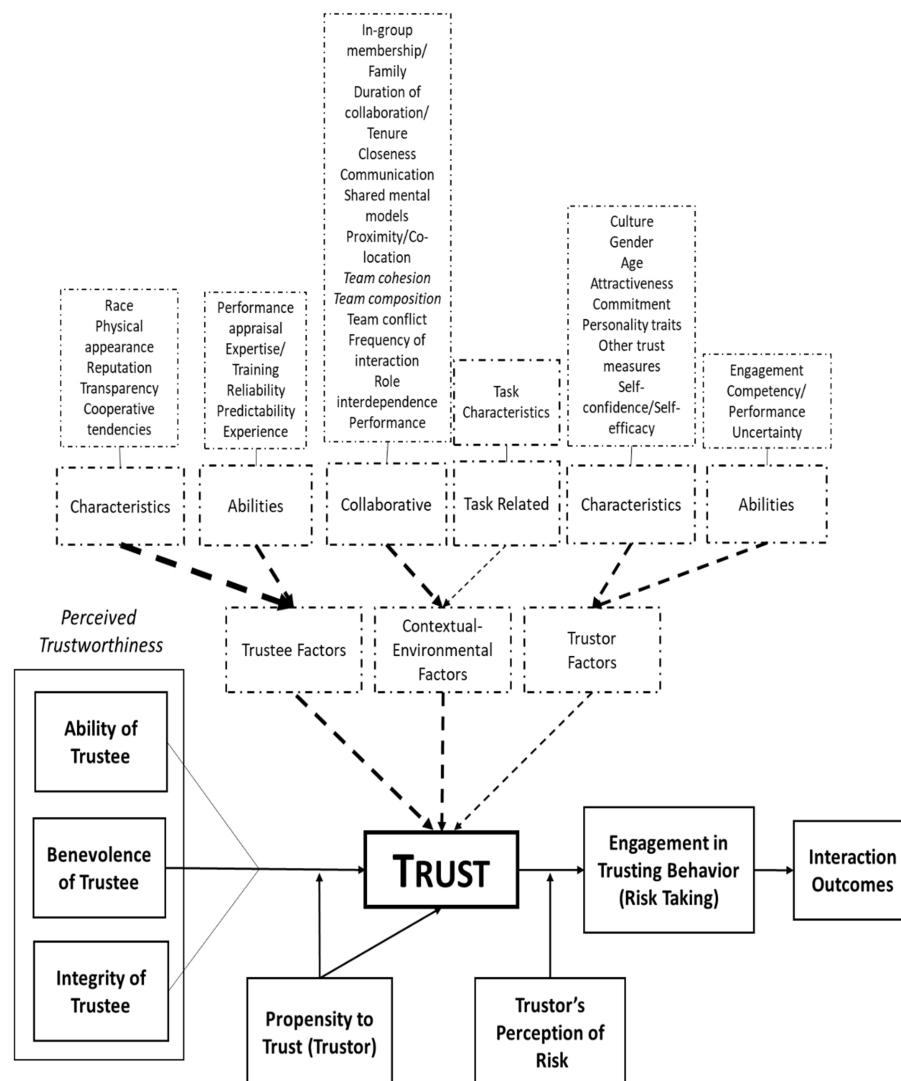 In-group
membership/
Family
Duration of
collaboration/
Tenure
Closeness
Communication
Shared mental
models
Proximity/Co-
location
Team cohesion
Team composition
Team conflict
Frequency of
interaction
Role
interdependence
Performance
Race
Physical
appearance
Reputation
Transparency
Cooperative
tendencies
Performance
appraisal
Expertise/
Training
Reliability
Predictability
Experience
Task
Characteristics
Culture
Gender
Age
Attractiveness
Commitment
Personality traits
Other trust
measures
Self-
confidence/Self-
efficacy
Engagement
Competency/
Performance
Uncertainty
Characteristics
Abilities
Collaborative
Task Related
Characteristics
Abilities
Trustee Factors
Contextual-
Environmental
Factors
Trustor
Factors
Perceived
Trustworthiness
Ability of
Trustee
Benevolence
of Trustee
Integrity of
Trustee
TRUST
Engagement in
Trusting Behavior
(Risk Taking)
Interaction
Outcomes
Propensity to
Trust (Trustor)
Trustor’s
Perception of
Risk